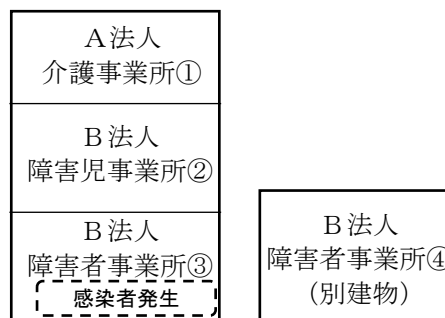 A法人
介護事業所①
B法人
障害児事業所②
B法人
障害者事業所③
感染者発生
B法人
障害者事業所④
(別建物)